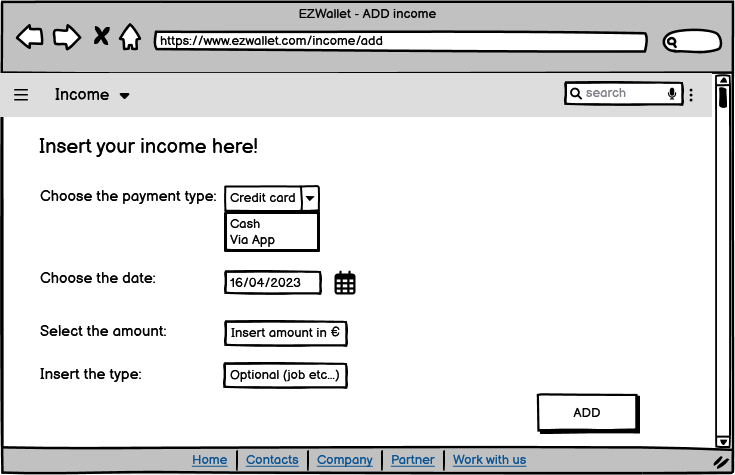 EZWallet - ADD income
https://www.ezwallet.com/income/add
Income
search
Insert your income here!
Choose the payment type: Credit card
Cash
Via App
Choose the date: 16/04/2023
Select the amount: Insert amount in €
Insert the type: Optional (job etc...)
ADD
Home Contacts Company Partner Work with us